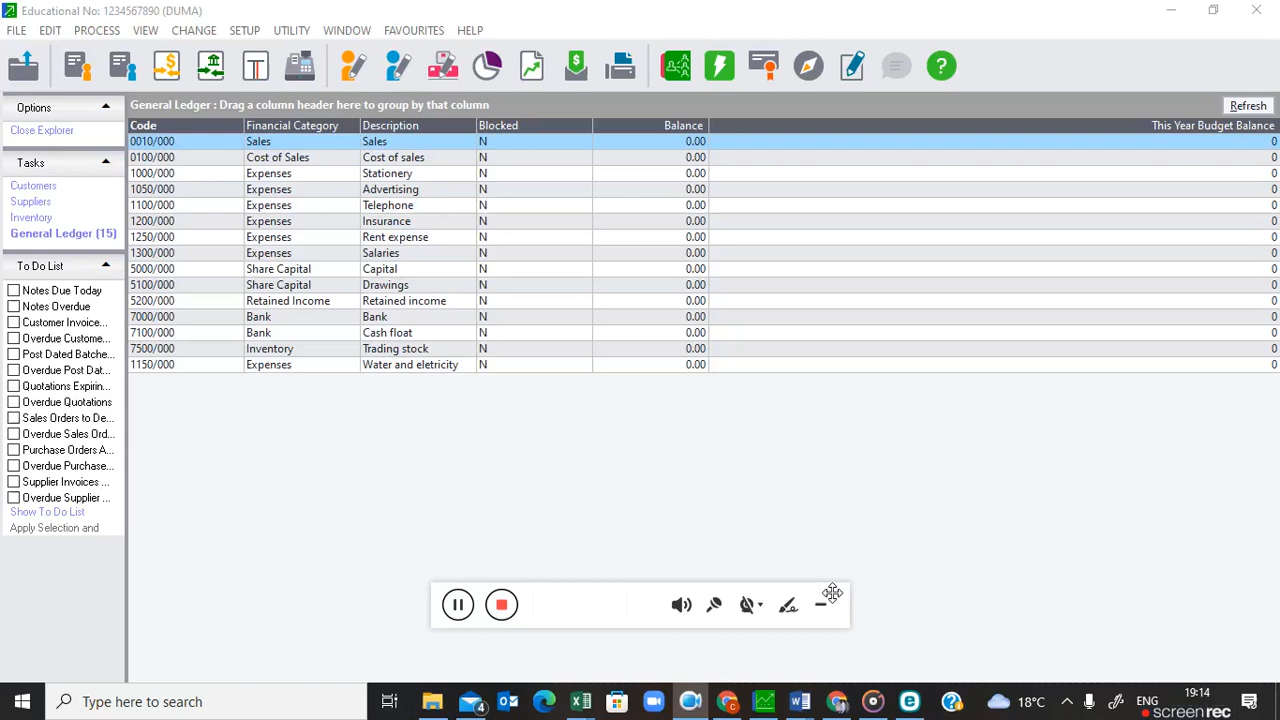 Educational No: 1234567890 (DUMA)
FILE EDIT PROCESS VIEW CHANGE SETUP UTILITY WINDOW FAVOURITES HELP
Options
Close Explorer
Tasks
Customers
Suppliers
Inventory
General Ledger (15)
To Do List
Notes Due Today
Notes Overdue
Customer Invoice...
Overdue Custome...
Post Dated Batche...
Overdue Post Dat...
Quotations Expirin...
Overdue Quotations
Sales Orders to De...
Overdue Sales Ord...
Purchase Orders A...
Overdue Purchase...
Supplier Invoices ...
Overdue Supplier ...
Show To Do List
Apply Selection and
General Ledger : Drag a column header here to group by that column Refresh
Code Financial Category Description Blocked Balance This Year Budget Balance
0010/000 Sales Sales N 0.00 0
0100/000 Cost of Sales Cost of sales N 0.00 0
1000/000 Expenses Stationery N 0.00 0
1050/000 Expenses Advertising N 0.00 0
1100/000 Expenses Telephone N 0.00 0
1200/000 Expenses Insurance N 0.00 0
1250/000 Expenses Rent expense N 0.00 0
1300/000 Expenses Salaries N 0.00 0
5000/000 Share Capital Capital N 0.00 0
5100/000 Share Capital Drawings N 0.00 0
5200/000 Retained Income Retained income N 0.00 0
7000/000 Bank Bank N 0.00 0
7100/000 Bank Cash float N 0.00 0
7500/000 Inventory Trading stock N 0.00 0
1150/000 Expenses Water and eletricity N 0.00 0
Type here to search 4 18°C ENG 19:14
screenrec